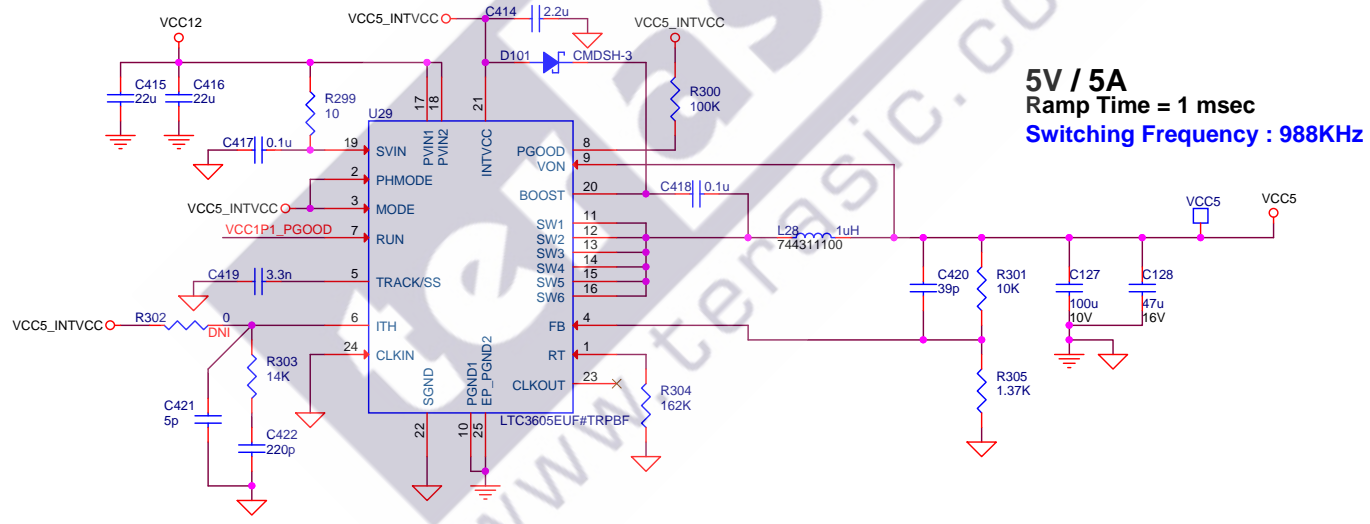 VCC12
VCC5_INTVCC
C414
2.2u
VCC5_INTVCC
D101
CMDSH-3
C415
22u
C416
22u
R299
10
R300
100K
5V / 5A
Ramp Time = 1 msec
Switching Frequency : 988KHz
U29
17
18
21
PVIN1
PVIN2
INTVCC
C417
0.1u
19
SVIN
PGOOD
8
VON
9
2
PHMODE
VCC5_INTVCC
3
MODE
BOOST
20
C418
0.1u
VCC1P1_PGOOD
7
RUN
SW1
11
SW2
12
SW3
13
SW4
14
SW5
15
SW6
16
L28
1uH
744311100
VCC5
VCC5
C419
3.3n
5
TRACK/SS
C420
39p
R301
10K
C127
100u
10V
C128
47u
16V
VCC5_INTVCC
R302
0
DNI
6
ITH
FB
4
24
CLKIN
RT
1
CLKOUT
23
R303
14K
R304
162K
R305
1.37K
SGND
PGND1
EP_PGND2
22
10
25
LTC3605EUF#TRPBF
C421
5p
C422
220p
terasic
www.terasic.co